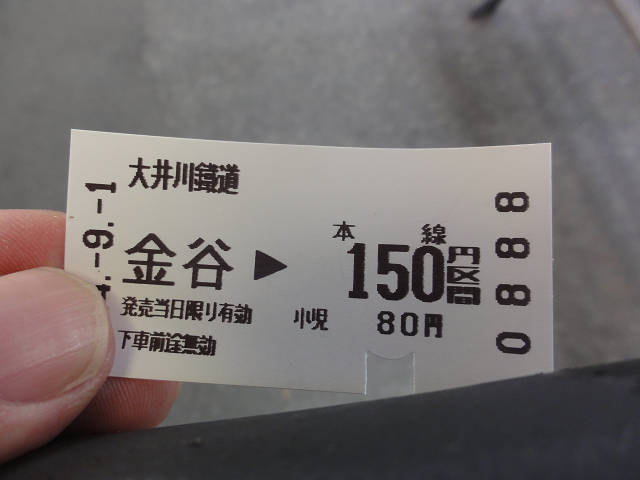 大井川鐵道
-9.-1
本線
金谷▶150円区間
発売当日限り有効
小児 80円
下車前途無効
0888